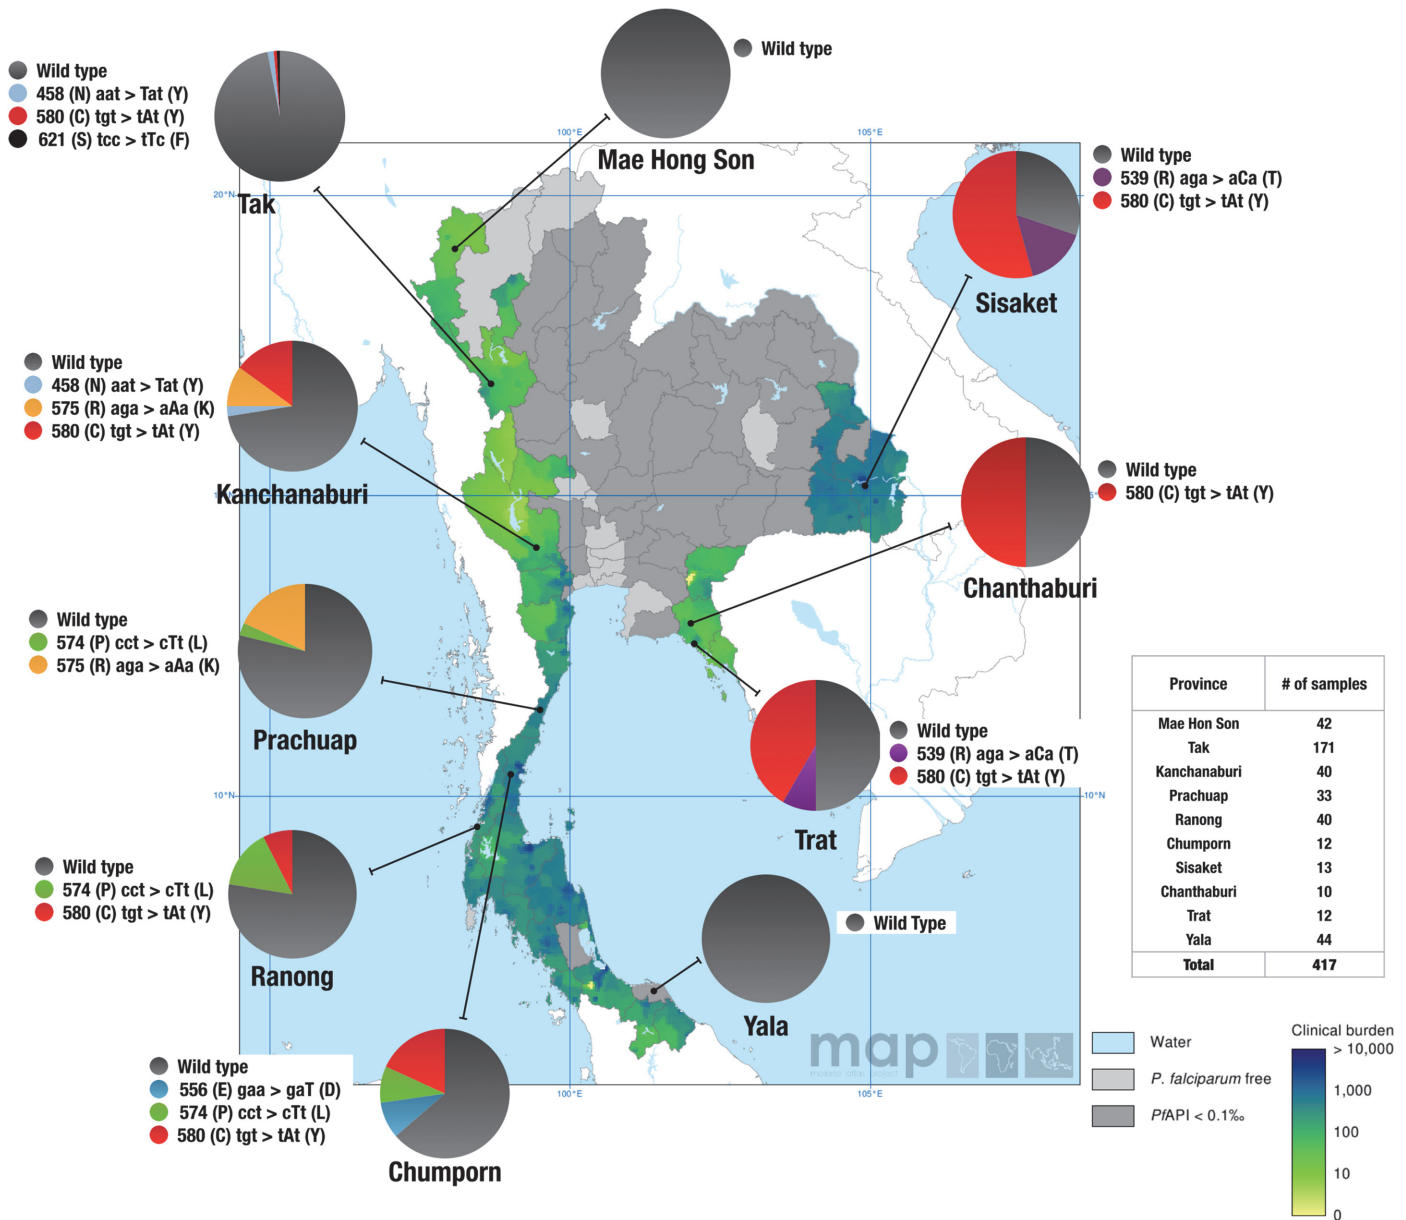 Wild type
458 (N) aat > Tat (Y)
580 (C) tgt > tAt (Y)
621 (S) tcc > tTc (F)
Tak
Wild type
Mae Hong Son
100°E
105°E
20°N
Wild type
539 (R) aga > aCa (T)
580 (C) tgt > tAt (Y)
Sisaket
Wild type
458 (N) aat > Tat (Y)
575 (R) aga > aAa (K)
580 (C) tgt > tAt (Y)
Kanchanaburi
Wild type
580 (C) tgt > tAt (Y)
Chanthaburi
Wild type
574 (P) cct > cTt (L)
575 (R) aga > aAa (K)
Prachuap
Wild type
539 (R) aga > aCa (T)
580 (C) tgt > tAt (Y)
Trat
10°N
10°N
Province # of samples
Mae Hon Son 42
Tak 171
Kanchanaburi 40
Prachuap 33
Ranong 40
Chumporn 12
Sisaket 13
Chanthaburi 10
Trat 12
Yala 44
Total 417
Wild type
574 (P) cct > cTt (L)
580 (C) tgt > tAt (Y)
Ranong
Wild Type
Yala
Wild type
556 (E) gaa > gaT (D)
574 (P) cct > cTt (L)
580 (C) tgt > tAt (Y)
Chumporn
100°E
105°E
map
malaria atlas project
Water
P. falciparum free
PfAPI < 0.1‰
Clinical burden
> 10,000
1,000
100
10
0